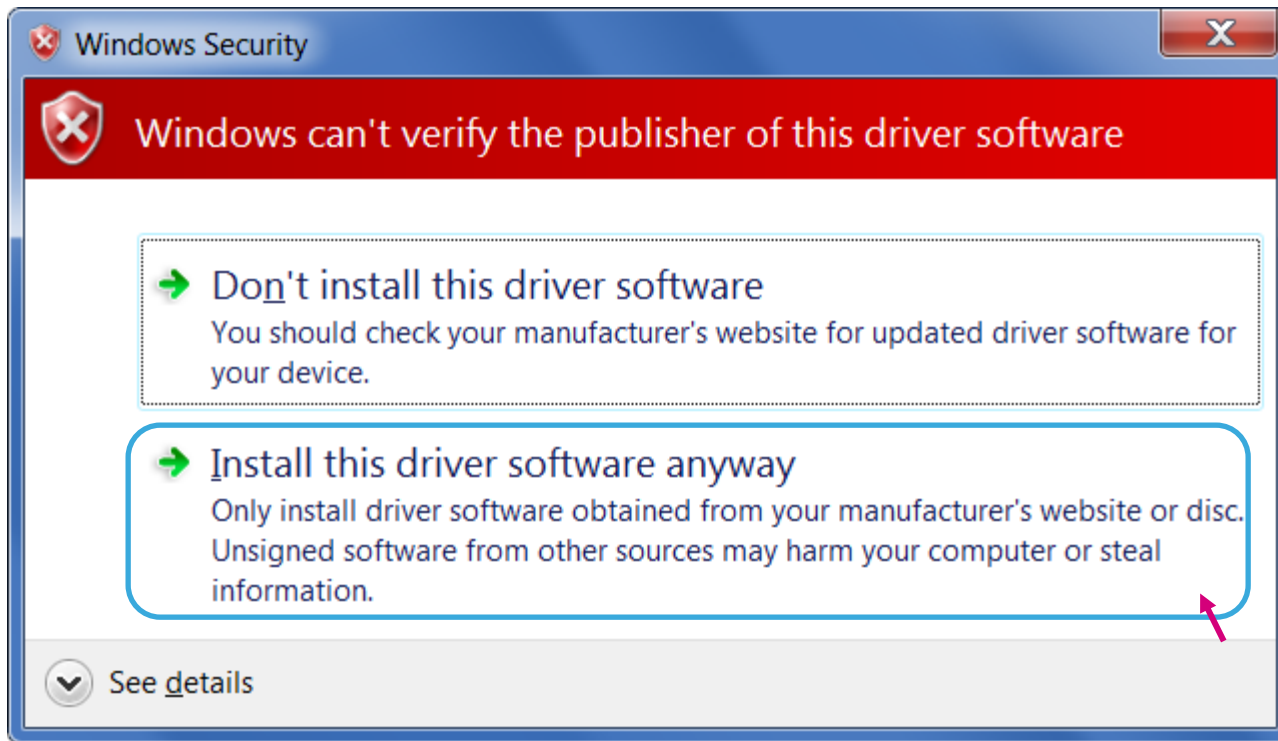 Windows Security
Windows can't verify the publisher of this driver software
Don't install this driver software
You should check your manufacturer's website for updated driver software for
your device.
Install this driver software anyway
Only install driver software obtained from your manufacturer's website or disc.
Unsigned software from other sources may harm your computer or steal
information.
See details